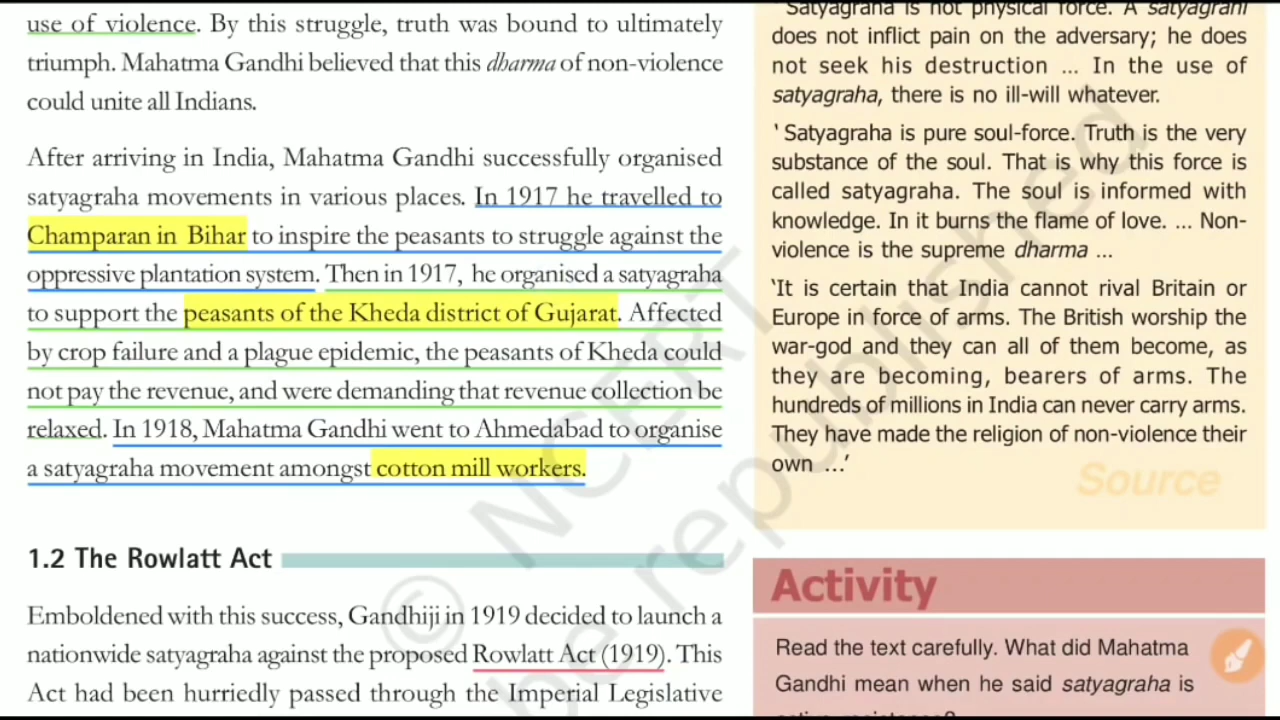 use of violence. By this struggle, truth was bound to ultimately
triumph. Mahatma Gandhi believed that this dharma of non-violence
could unite all Indians.
After arriving in India, Mahatma Gandhi successfully organised
satyagraha movements in various places. In 1917 he travelled to
Champaran in Bihar to inspire the peasants to struggle against the
oppressive plantation system. Then in 1917, he organised a satyagraha
to support the peasants of the Kheda district of Gujarat. Affected
by crop failure and a plague epidemic, the peasants of Kheda could
not pay the revenue, and were demanding that revenue collection be
relaxed. In 1918, Mahatma Gandhi went to Ahmedabad to organise
a satyagraha movement amongst cotton mill workers.
1.2 The Rowlatt Act
Emboldened with this success, Gandhiji in 1919 decided to launch a
nationwide satyagraha against the proposed Rowlatt Act (1919). This
Act had been hurriedly passed through the Imperial Legislative
‘Satyagraha is not physical force. A satyagrahi
does not inflict pain on the adversary; he does
not seek his destruction ... In the use of
satyagraha, there is no ill-will whatever.
‘Satyagraha is pure soul-force. Truth is the very
substance of the soul. That is why this force is
called satyagraha. The soul is informed with
knowledge. In it burns the flame of love. ... Non-
violence is the supreme dharma ...
‘It is certain that India cannot rival Britain or
Europe in force of arms. The British worship the
war-god and they can all of them become, as
they are becoming, bearers of arms. The
hundreds of millions in India can never carry arms.
They have made the religion of non-violence their
own ...’
Source
Activity
Read the text carefully. What did Mahatma
Gandhi mean when he said satyagraha is
active resistance?
© NCERT
be republished